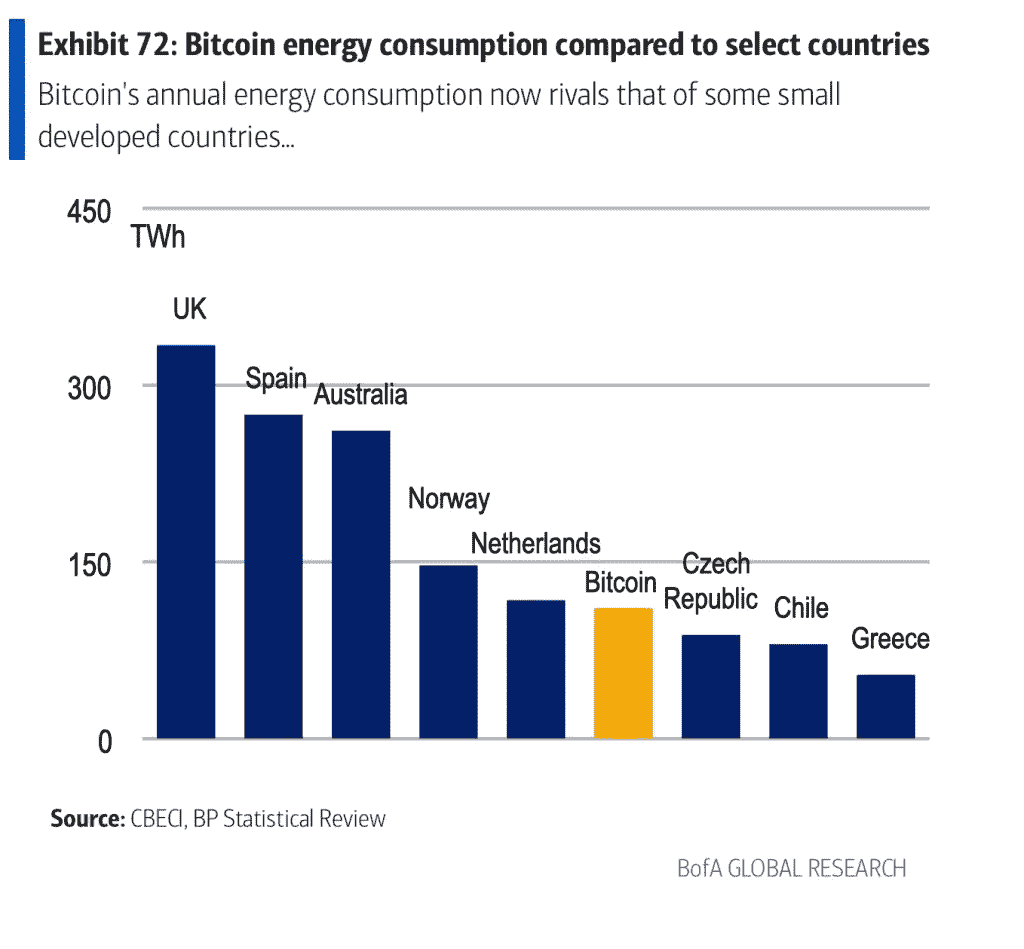 Exhibit 72: Bitcoin energy consumption compared to select countries
Bitcoin's annual energy consumption now rivals that of some small
developed countries...
450
TWh
UK
Spain
300
Australia
Norway
Netherlands
150
Bitcoin
Czech
Republic
Chile
Greece
0
Source: CBECI, BP Statistical Review
BofA GLOBAL RESEARCH